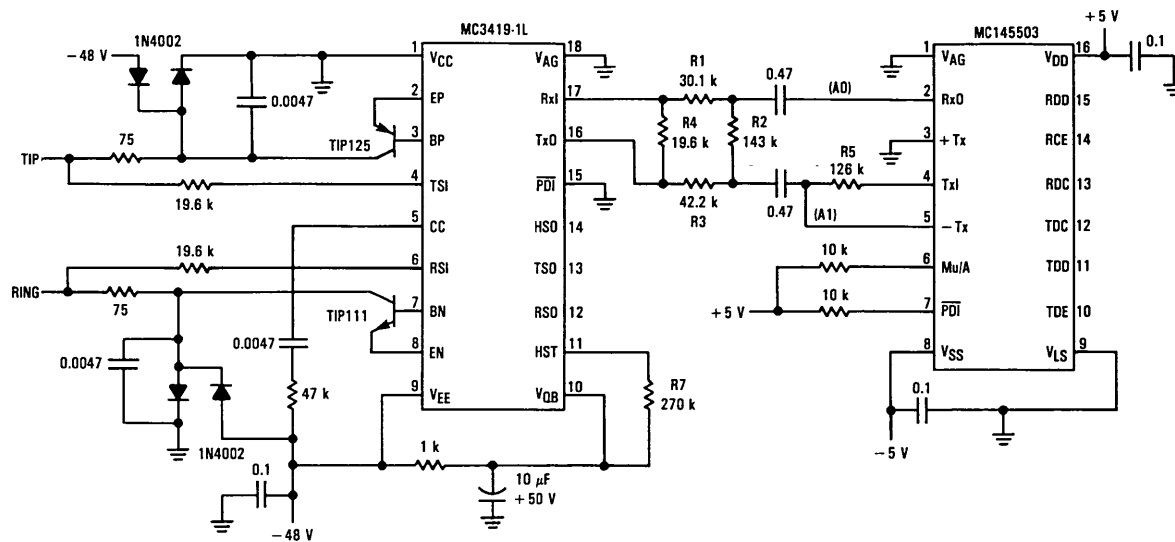 MC3419-1L
MC145503
1N4002
−48 V
0.0047
75
TIP
19.6 k
TIP125
1 VCC
2 EP
3 BP
4 TSI
5 CC
6 RSI
7 BN
8 EN
9 VEE
18 VAG
17 RxI
16 TxO
15 PDI
14 HSO
13 TSO
12 RSO
11 HST
10 VQB
19.6 k
RING
75
TIP111
0.0047
0.0047
47 k
1N4002
0.1
−48 V
1 k
10 µF
+50 V
R7
270 k
R1
30.1 k
R4
19.6 k
R2
143 k
42.2 k
R3
0.47
(A0)
0.47
(A1)
R5
126 k
10 k
10 k
+5 V
1 VAG
2 RxO
3 +Tx
4 TxI
5 −Tx
6 Mu/A
7 PDI
8 VSS
16 VDD
15 RDD
14 RCE
13 RDC
12 TDC
11 TDD
10 TDE
9 VLS
+5 V
0.1
0.1
−5 V